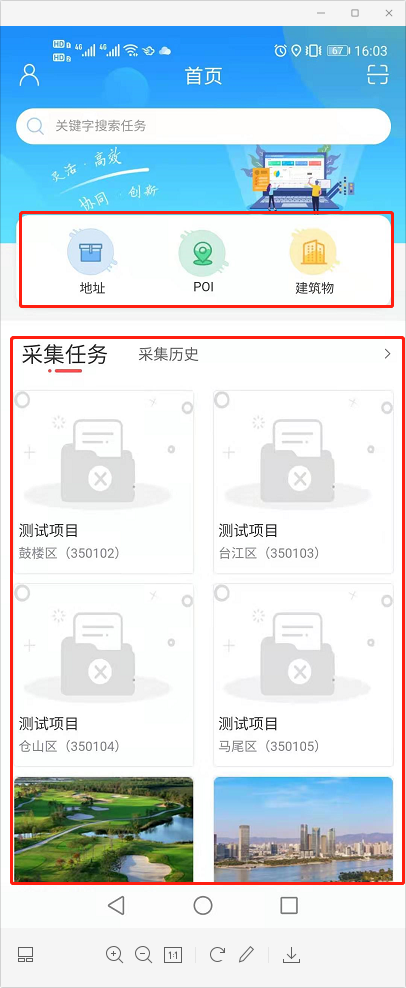 HD 4G 4G 67 16:03
首页
关键字搜索任务
灵活 . 高效
协同 . 创新
地址 POI 建筑物
采集任务 采集历史
测试项目 测试项目
鼓楼区（350102） 台江区（350103）
测试项目 测试项目
仓山区（350104） 马尾区（350105）
1:1